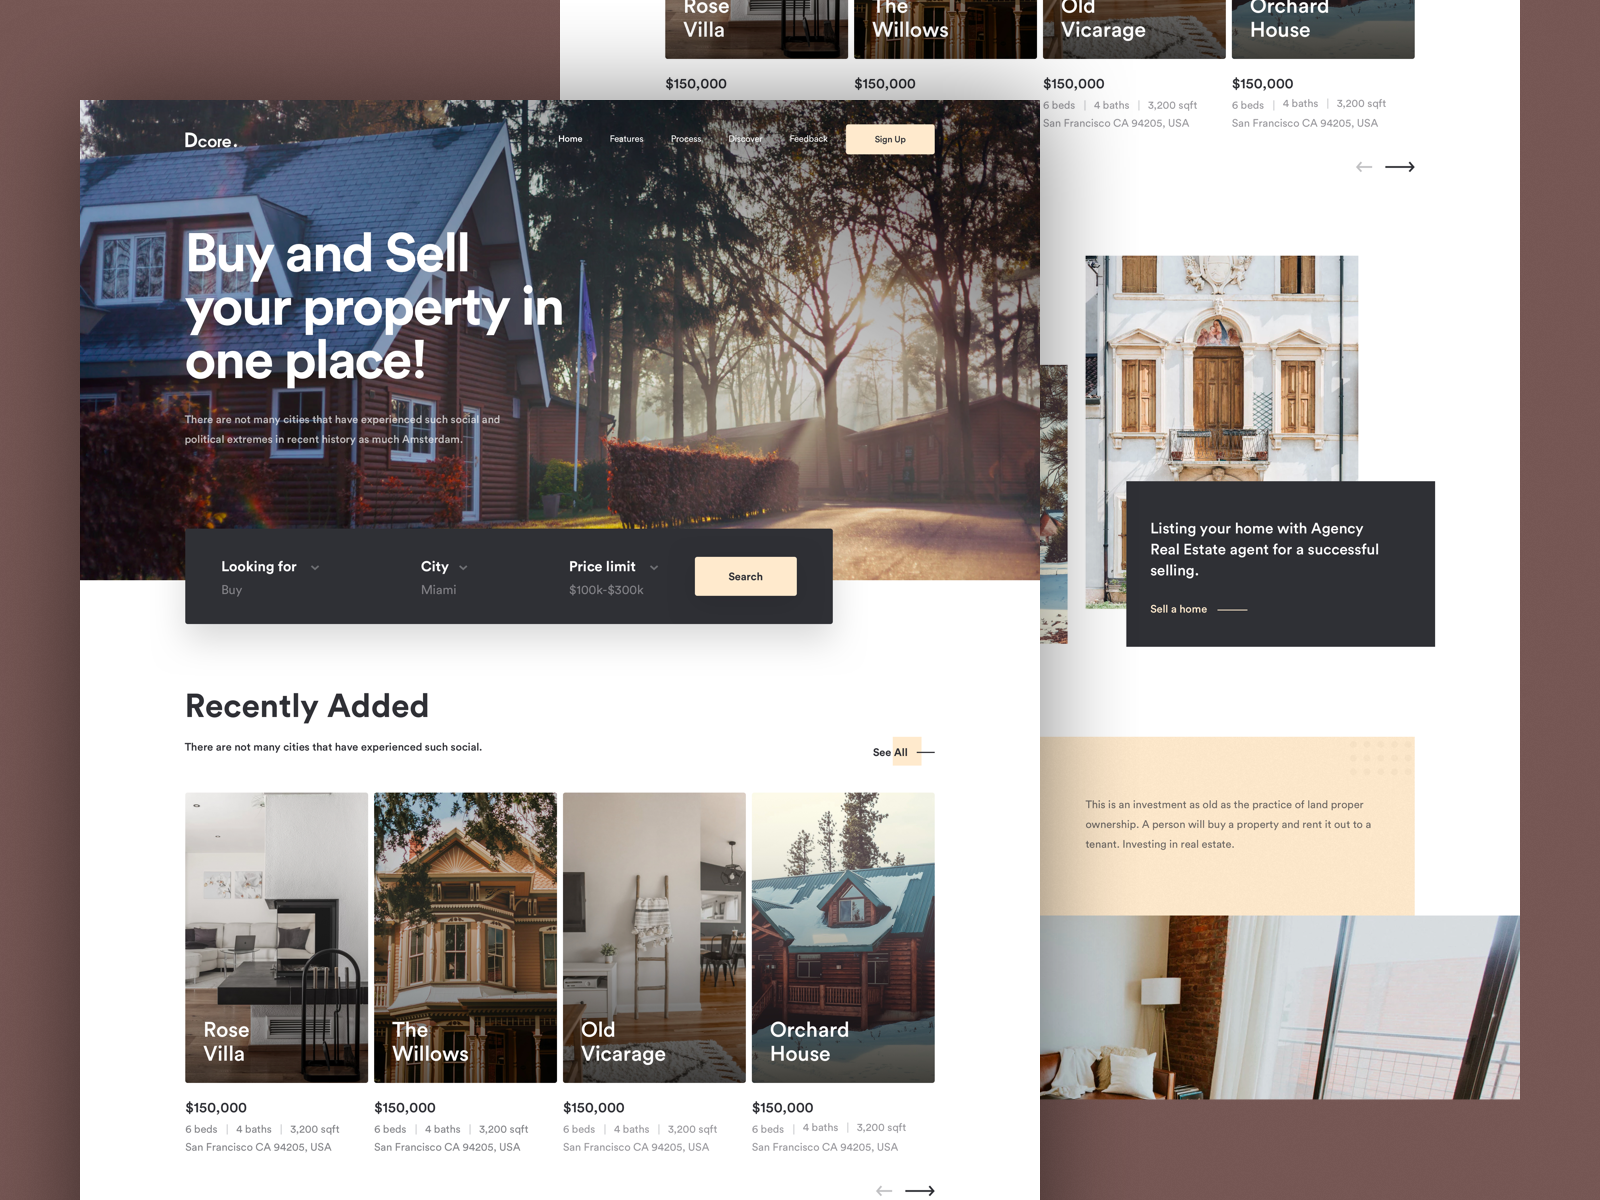 Rose
Villa
The
Willows
Old
Vicarage
Orchard
House
$150,000
$150,000
$150,000
$150,000
6 beds | 4 baths | 3,200 sqft
6 beds | 4 baths | 3,200 sqft
San Francisco CA 94205, USA
San Francisco CA 94205, USA
Dcore.
Home
Features
Process
Discover
Feedback
Sign Up
Buy and Sell
your property in
one place!
There are not many cities that have experienced such social and
political extremes in recent history as much Amsterdam.
Looking for
Buy
City
Miami
Price limit
$100k-$300k
Search
Recently Added
There are not many cities that have experienced such social.
See All
Rose
Villa
The
Willows
Old
Vicarage
Orchard
House
$150,000
6 beds | 4 baths | 3,200 sqft
San Francisco CA 94205, USA
$150,000
6 beds | 4 baths | 3,200 sqft
San Francisco CA 94205, USA
$150,000
6 beds | 4 baths | 3,200 sqft
San Francisco CA 94205, USA
$150,000
6 beds | 4 baths | 3,200 sqft
San Francisco CA 94205, USA
Listing your home with Agency
Real Estate agent for a successful
selling.
Sell a home
This is an investment as old as the practice of land proper
ownership. A person will buy a property and rent it out to a
tenant. Investing in real estate.